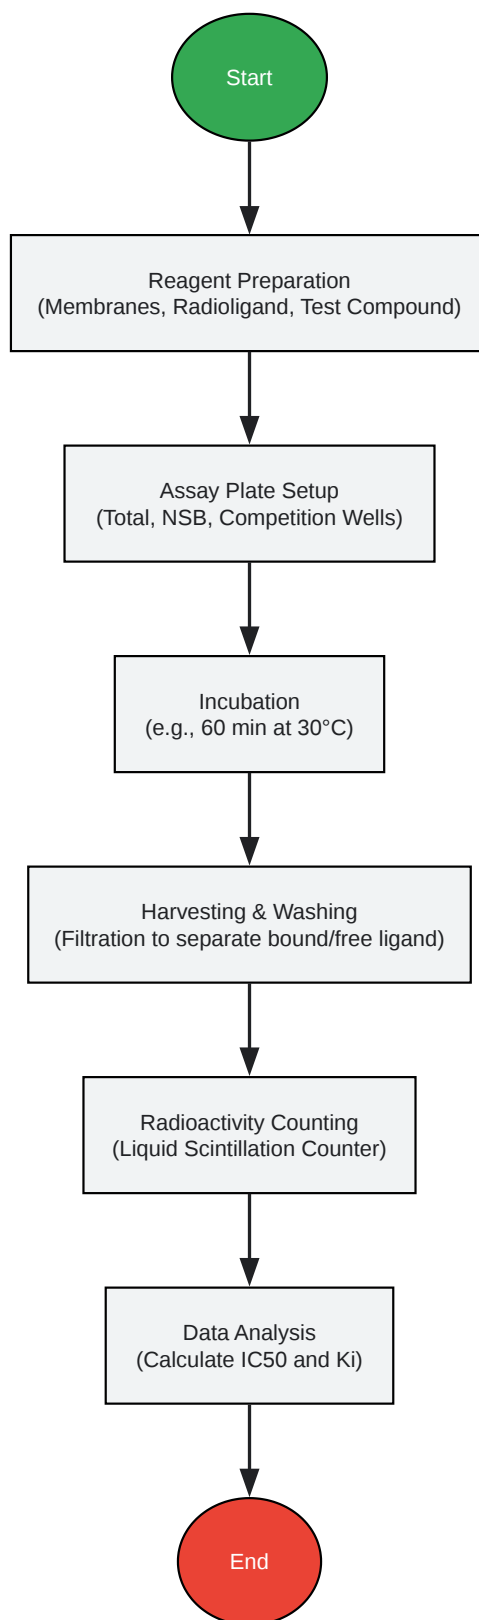 Start
Reagent Preparation
(Membranes, Radioligand, Test Compound)
Assay Plate Setup
(Total, NSB, Competition Wells)
Incubation
(e.g., 60 min at 30°C)
Harvesting & Washing
(Filtration to separate bound/free ligand)
Radioactivity Counting
(Liquid Scintillation Counter)
Data Analysis
(Calculate IC50 and Ki)
End